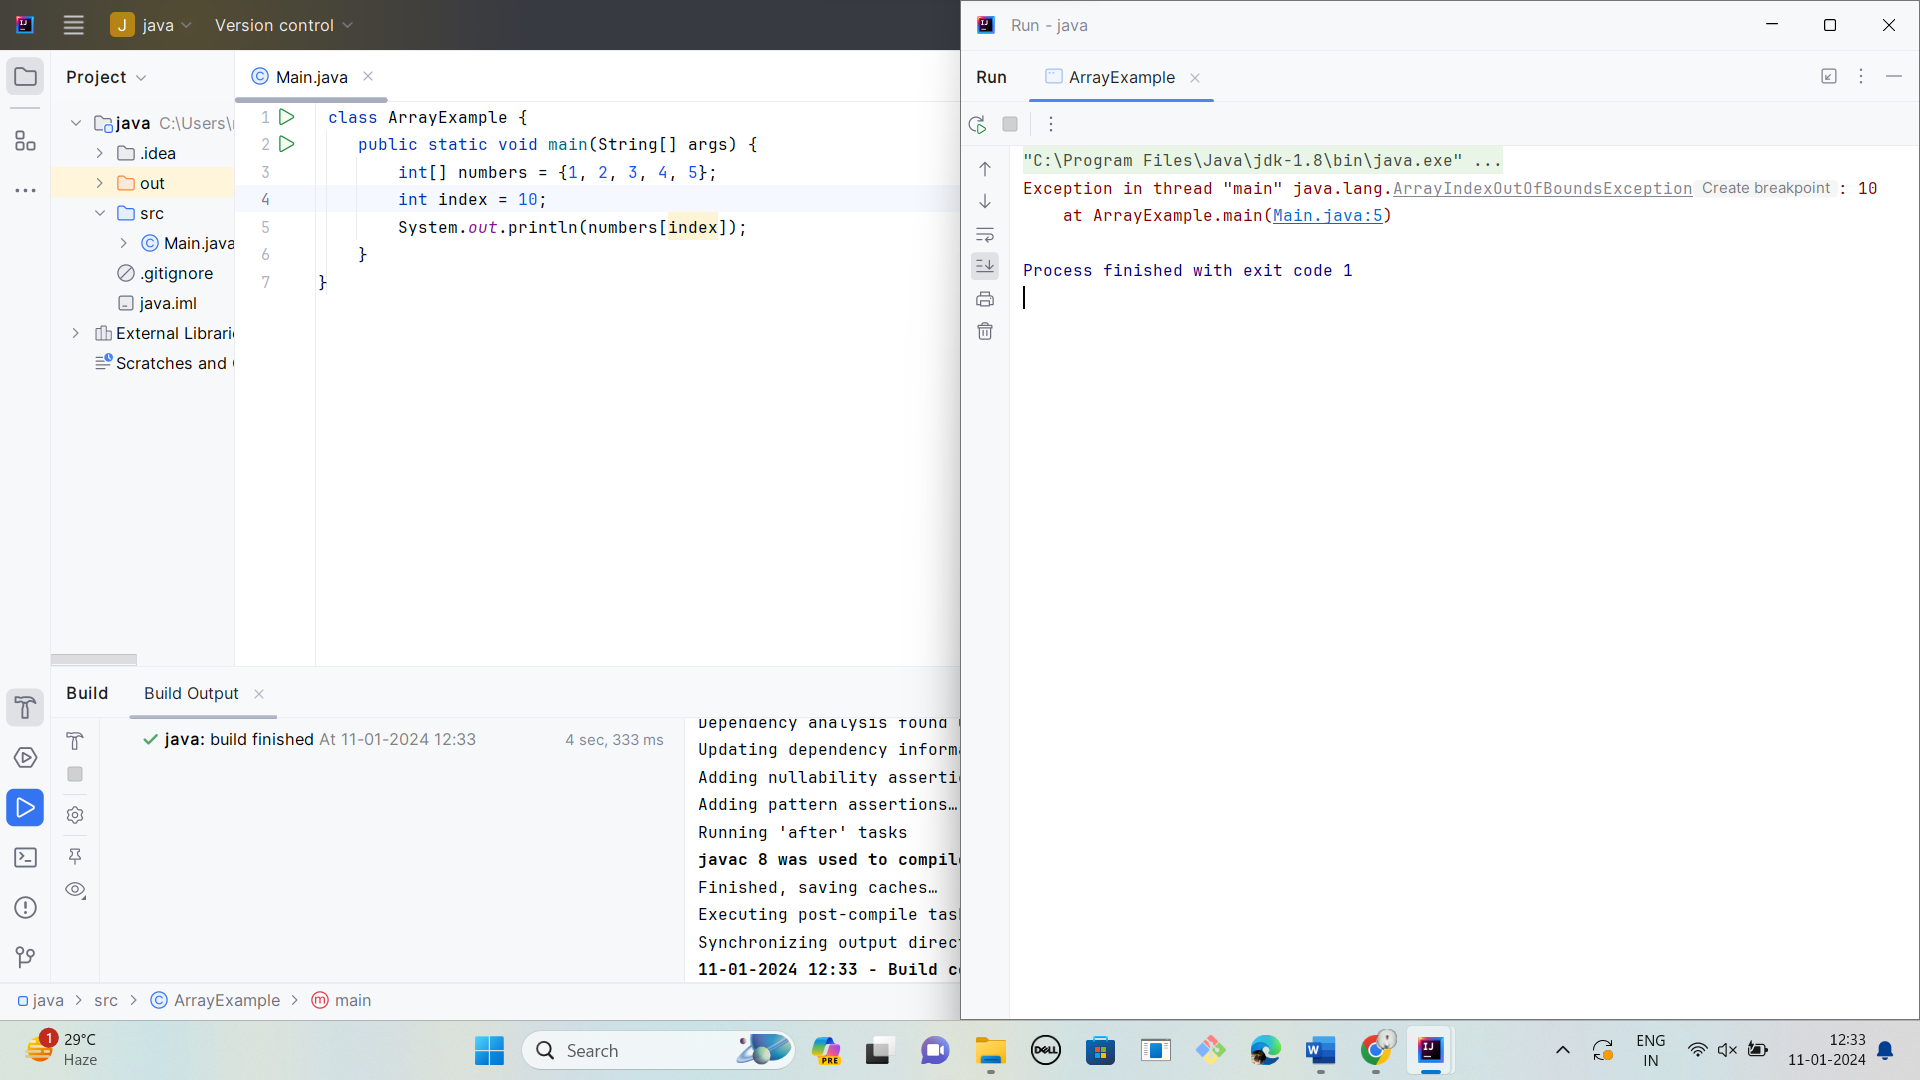 J java Version control
Project
Main.java
java C:\Users\
.idea
out
src
Main.java
.gitignore
java.iml
External Librari
Scratches and
1 class ArrayExample {
2 public static void main(String[] args) {
3 int[] numbers = {1, 2, 3, 4, 5};
4 int index = 10;
5 System.out.println(numbers[index]);
6 }
7 }
Run - java
Run ArrayExample
"C:\Program Files\Java\jdk-1.8\bin\java.exe" ...
Exception in thread "main" java.lang.ArrayIndexOutOfBoundsException Create breakpoint : 10
at ArrayExample.main(Main.java:5)
Process finished with exit code 1
Build Build Output
java: build finished At 11-01-2024 12:33 4 sec, 333 ms
Dependency analysis found
Updating dependency inform
Adding nullability asserti
Adding pattern assertions…
Running 'after' tasks
javac 8 was used to compil
Finished, saving caches…
Executing post-compile tas
Synchronizing output direc
11-01-2024 12:33 - Build c
java > src > ArrayExample > main
1
29°C
Haze
Search
PRE
DELL
ENG
IN
12:33
11-01-2024